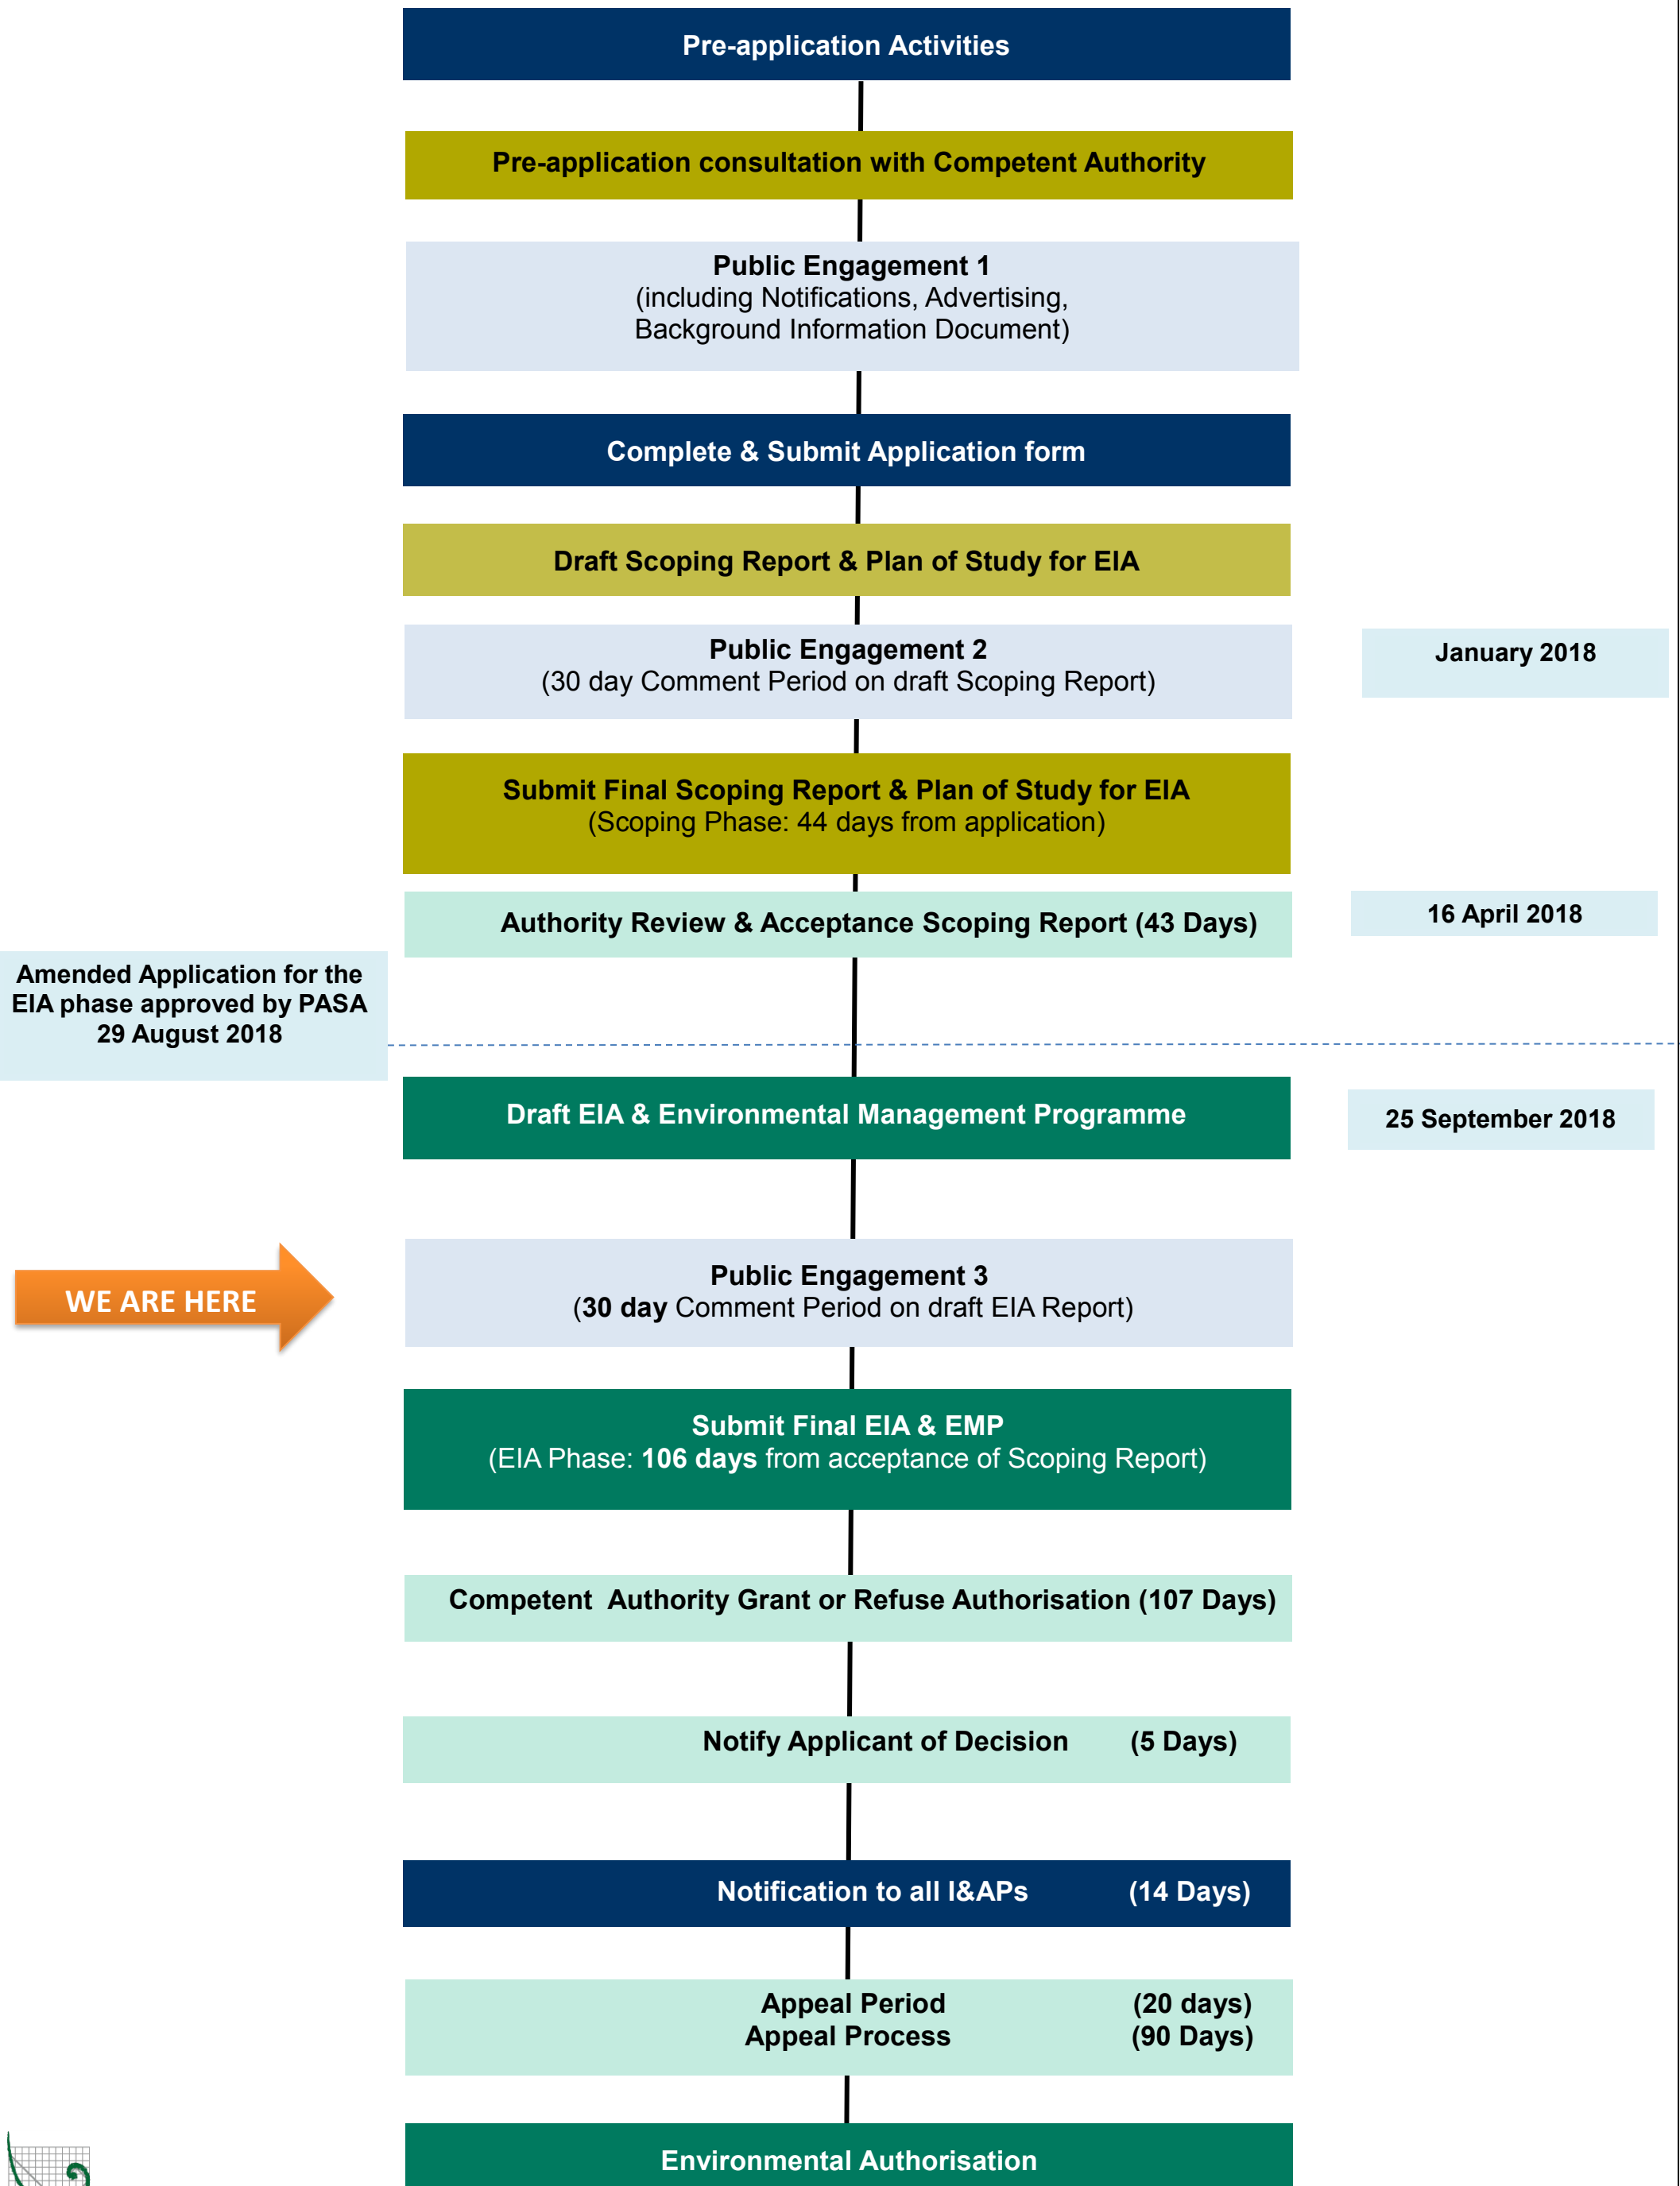 Pre-application Activities
Pre-application consultation with Competent Authority
Public Engagement 1
(including Notifications, Advertising,
Background Information Document)
Complete & Submit Application form
Draft Scoping Report & Plan of Study for EIA
Public Engagement 2
(30 day Comment Period on draft Scoping Report)
January 2018
Submit Final Scoping Report & Plan of Study for EIA
(Scoping Phase: 44 days from application)
Authority Review & Acceptance Scoping Report (43 Days)
16 April 2018
Amended Application for the
EIA phase approved by PASA
29 August 2018
Draft EIA & Environmental Management Programme
25 September 2018
WE ARE HERE
Public Engagement 3
(30 day Comment Period on draft EIA Report)
Submit Final EIA & EMP
(EIA Phase: 106 days from acceptance of Scoping Report)
Competent Authority Grant or Refuse Authorisation (107 Days)
Notify Applicant of Decision (5 Days)
Notification to all I&APs (14 Days)
Appeal Period (20 days)
Appeal Process (90 Days)
Environmental Authorisation